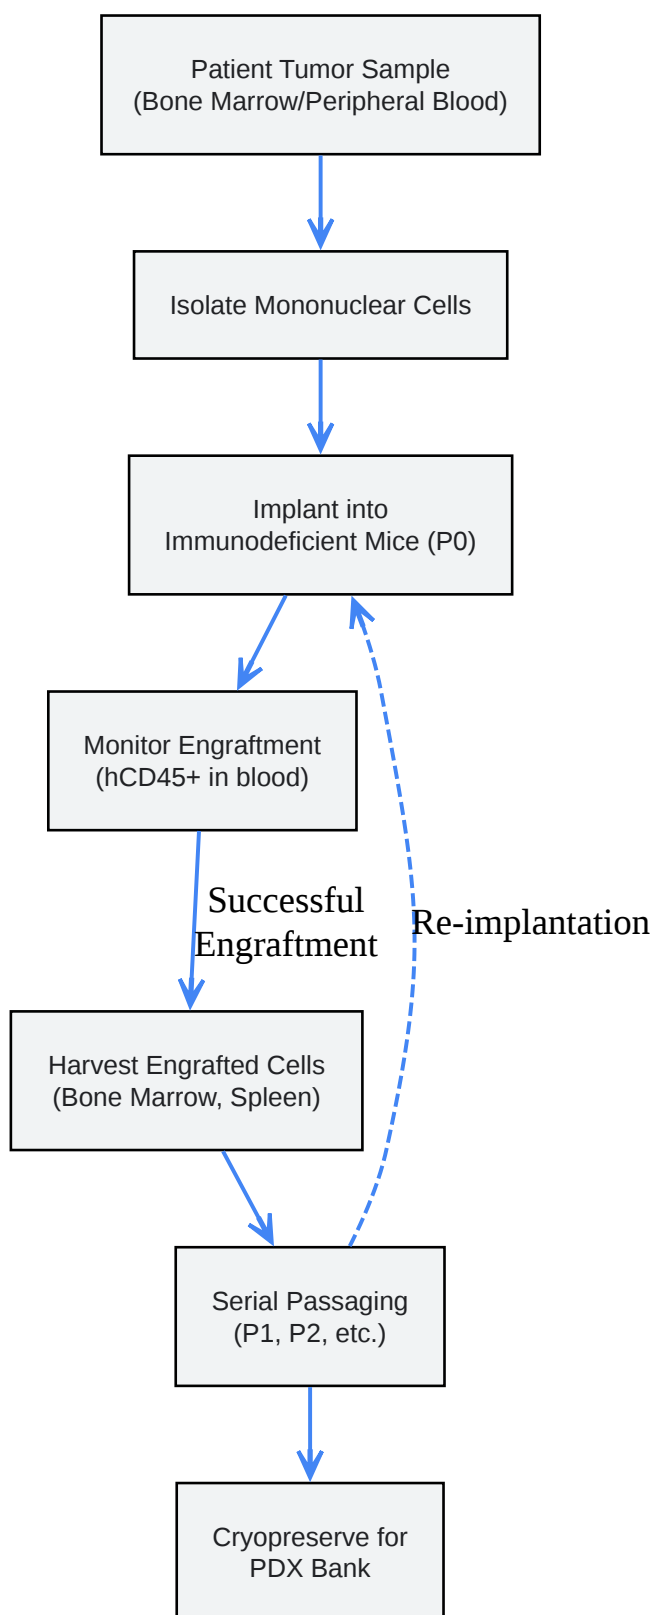 Patient Tumor Sample
(Bone Marrow/Peripheral Blood)
Isolate Mononuclear Cells
Implant into
Immunodeficient Mice (P0)
Monitor Engraftment
(hCD45+ in blood)
Successful
Engraftment
Re-implantation
Harvest Engrafted Cells
(Bone Marrow, Spleen)
Serial Passaging
(P1, P2, etc.)
Cryopreserve for
PDX Bank